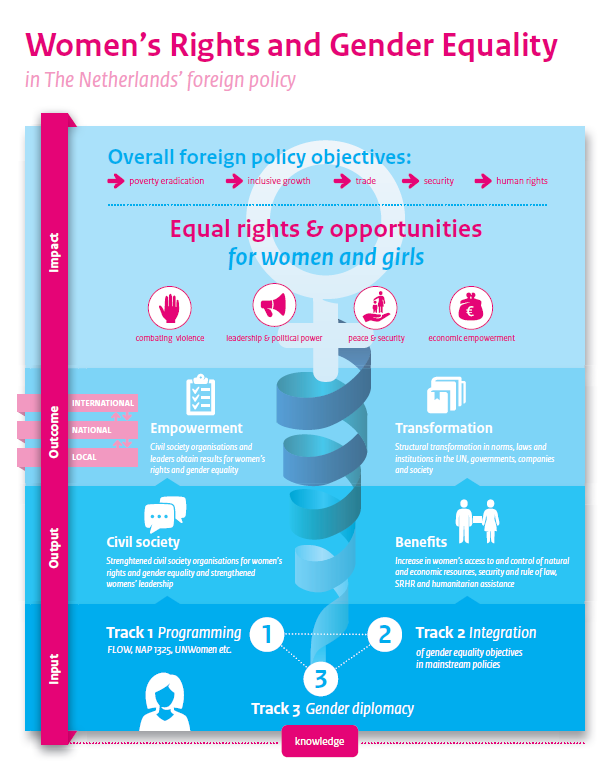 Women's Rights and Gender Equality
in The Netherlands' foreign policy
Overall foreign policy objectives:
poverty eradication
inclusive growth
trade
security
human rights
Equal rights & opportunities
for women and girls
Impact
combating violence
leadership & political power
peace & security
€
economic empowerment
INTERNATIONAL
NATIONAL
LOCAL
Outcome
Empowerment
Civil society organisations and
leaders obtain results for women's
rights and gender equality
Transformation
Structural transformation in norms, laws and
institutions in the UN, governments, companies
and society
Output
Civil society
Strenghtened civil society organisations for women's
rights and gender equality and strengthened
womens' leadership
Benefits
Increase in women's access to and control of natural
and economic resources, security and rule of law,
SRHR and humanitarian assistance
Input
Track 1 Programming
FLOW, NAP 1325, UNWomen etc.
1
2
3
Track 2 Integration
of gender equality objectives
in mainstream policies
Track 3 Gender diplomacy
knowledge